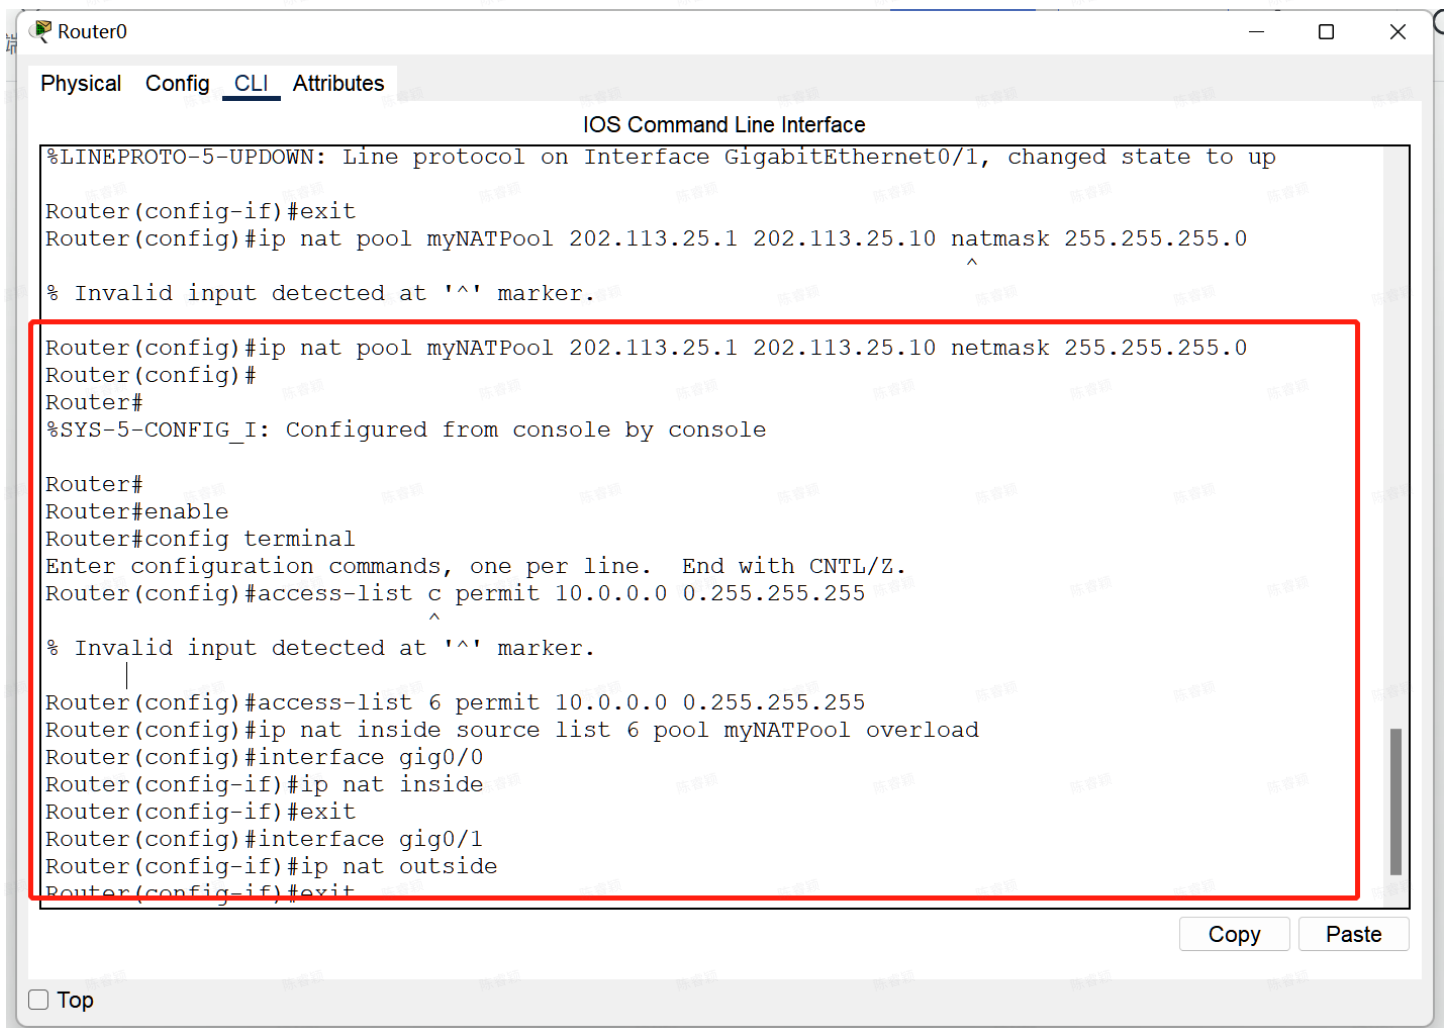 Router0
Physical Config CLI Attributes
IOS Command Line Interface
%LINEPROTO-5-UPDOWN: Line protocol on Interface GigabitEthernet0/1, changed state to up
Router(config-if)#exit
Router(config)#ip nat pool myNATPool 202.113.25.1 202.113.25.10 natmask 255.255.255.0
^
% Invalid input detected at '^' marker.
Router(config)#ip nat pool myNATPool 202.113.25.1 202.113.25.10 netmask 255.255.255.0
Router(config)#
Router#
%SYS-5-CONFIG_I: Configured from console by console
Router#
Router#enable
Router#config terminal
Enter configuration commands, one per line.  End with CNTL/Z.
Router(config)#access-list c permit 10.0.0.0 0.255.255.255
^
% Invalid input detected at '^' marker.
Router(config)#access-list 6 permit 10.0.0.0 0.255.255.255
Router(config)#ip nat inside source list 6 pool myNATPool overload
Router(config)#interface gig0/0
Router(config-if)#ip nat inside
Router(config-if)#exit
Router(config)#interface gig0/1
Router(config-if)#ip nat outside
Router(config-if)#exit
Copy Paste
Top